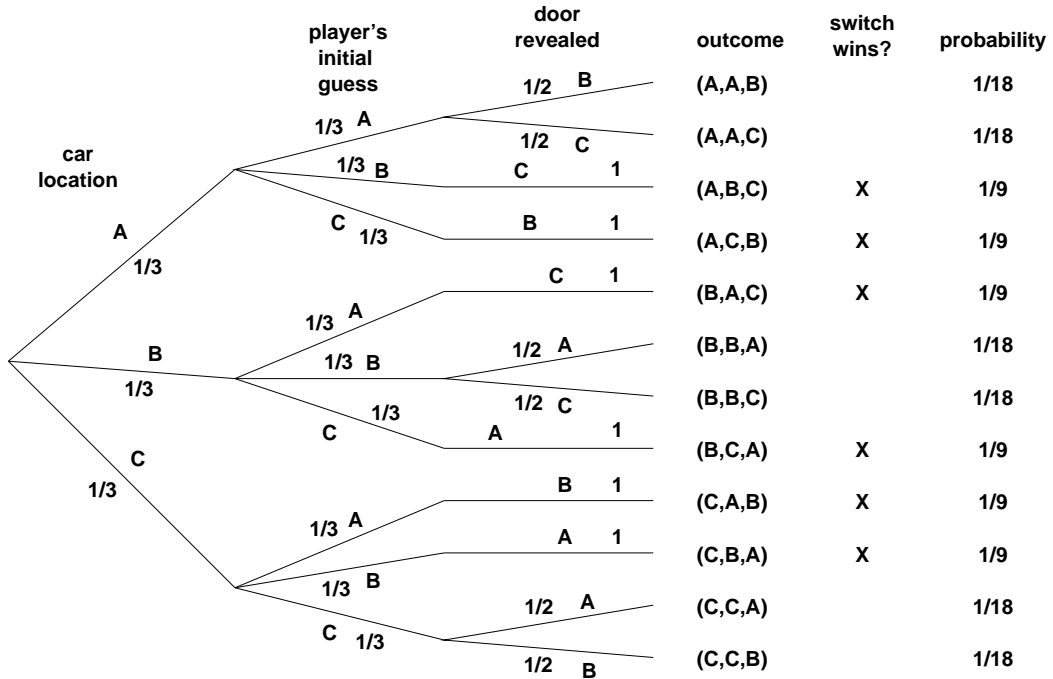 door
player's revealed outcome switch probability
initial wins?
guess
car
location
1/2 B (A,A,B) 1/18
1/3 A
1/2 C (A,A,C) 1/18
1/3 B C 1 (A,B,C) X 1/9
A 1/3
C 1/3 B 1 (A,C,B) X 1/9
C 1 (B,A,C) X 1/9
1/3 A
B 1/3
1/3 B 1/2 A (B,B,A) 1/18
1/2 C (B,B,C) 1/18
C 1/3 A 1 (B,C,A) X 1/9
C 1/3
B 1 (C,A,B) X 1/9
1/3 A
A 1 (C,B,A) X 1/9
1/3 B
1/2 A (C,C,A) 1/18
C 1/3
1/2 B (C,C,B) 1/18